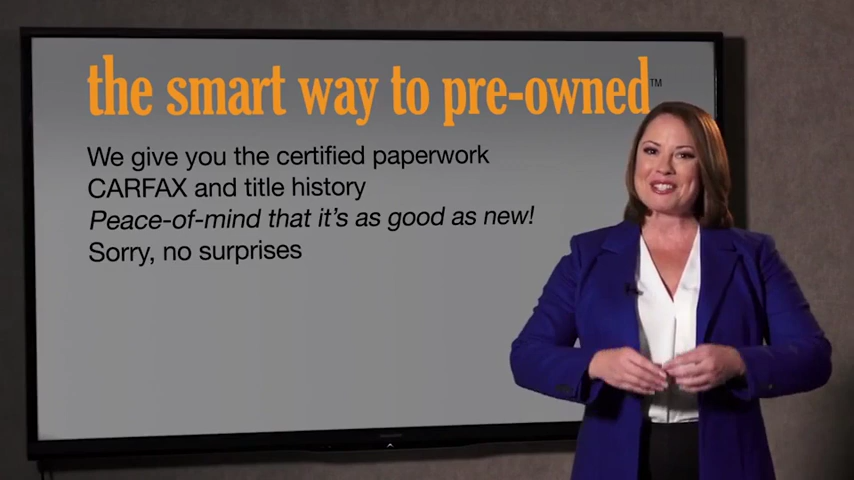 the smart way to pre-owned™
We give you the certified paperwork
CARFAX and title history
Peace-of-mind that it's as good as new!
Sorry, no surprises